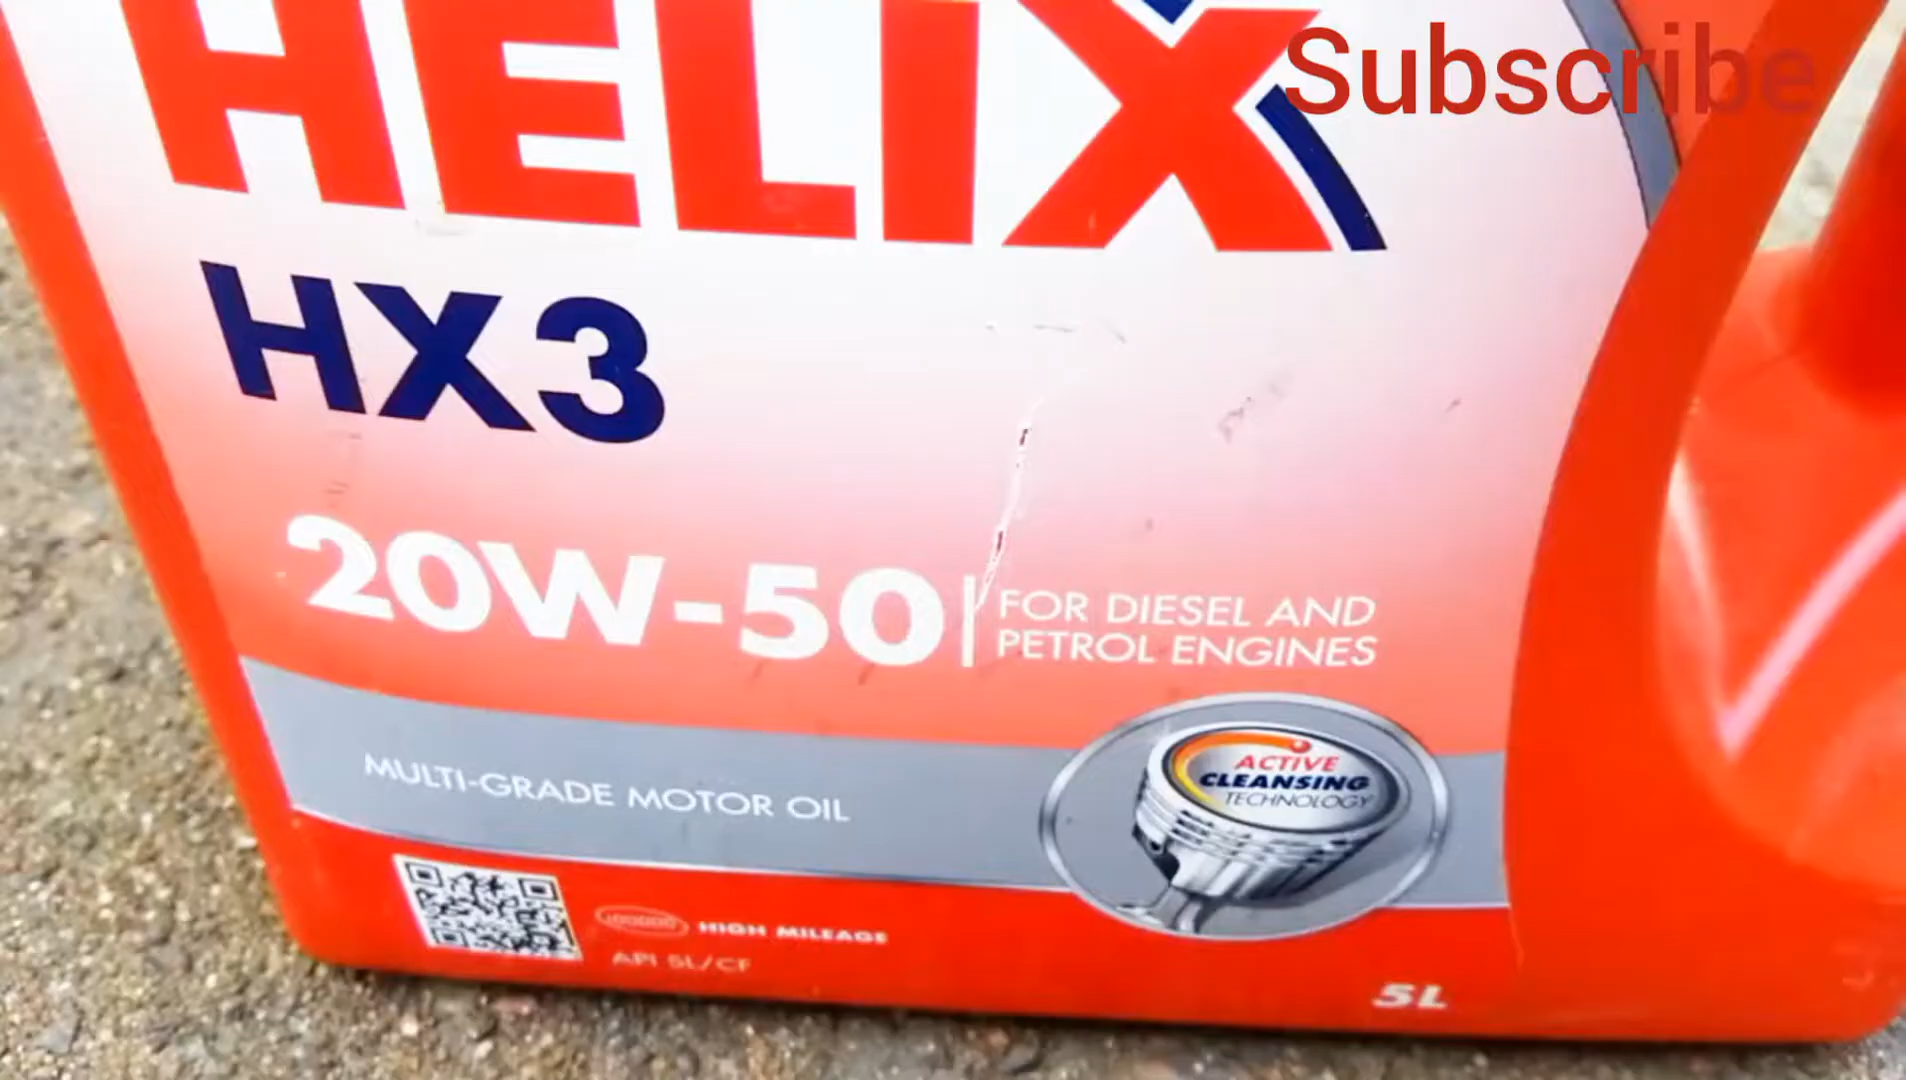 HELIX
Subscribe
HX3
20W-50
FOR DIESEL AND
PETROL ENGINES
ACTIVE
CLEANSING
TECHNOLOGY
MULTI-GRADE MOTOR OIL
HIGH MILEAGE
API SL/CF
5L